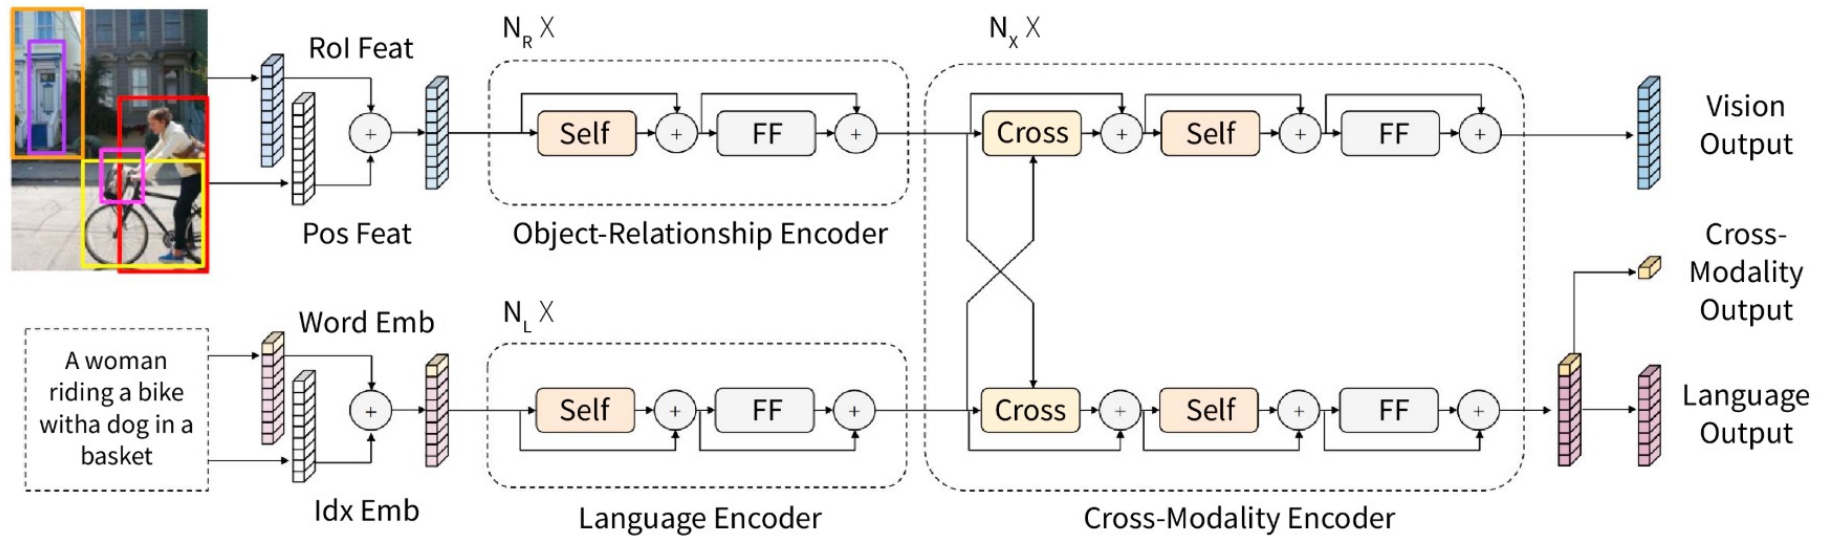 RoI Feat
Pos Feat
+
N_R X
Self
+
FF
+
Object-Relationship Encoder
A woman
riding a bike
witha dog in a
basket
Word Emb
Idx Emb
+
N_L X
Self
+
FF
+
Language Encoder
N_X X
Cross
+
Self
+
FF
+
Cross
+
Self
+
FF
+
Cross-Modality Encoder
Vision
Output
Cross-
Modality
Output
Language
Output